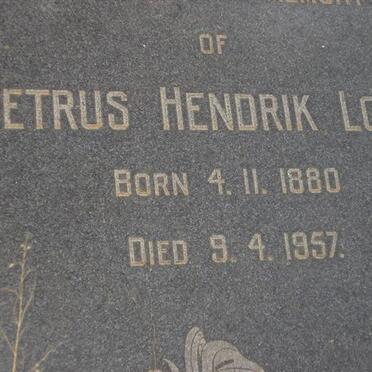 OF
ETRUS HENDRIK LO
BORN 4.11.1880
DIED 9.4.1957.